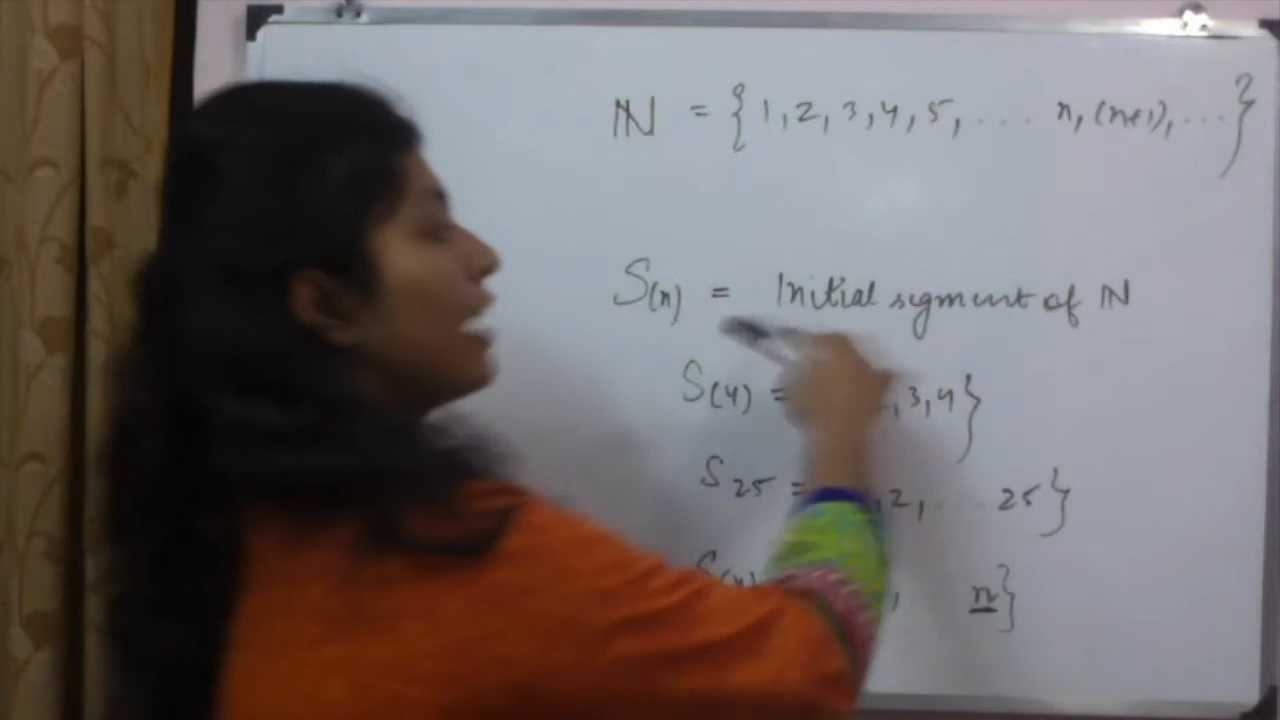 ℕ = {1, 2, 3, 4, 5, ... n, (n+1), ...}
S(n) = Initial segment of ℕ
S(4) = , 3, 4}
S25 = , 2, ... 25}
, n}